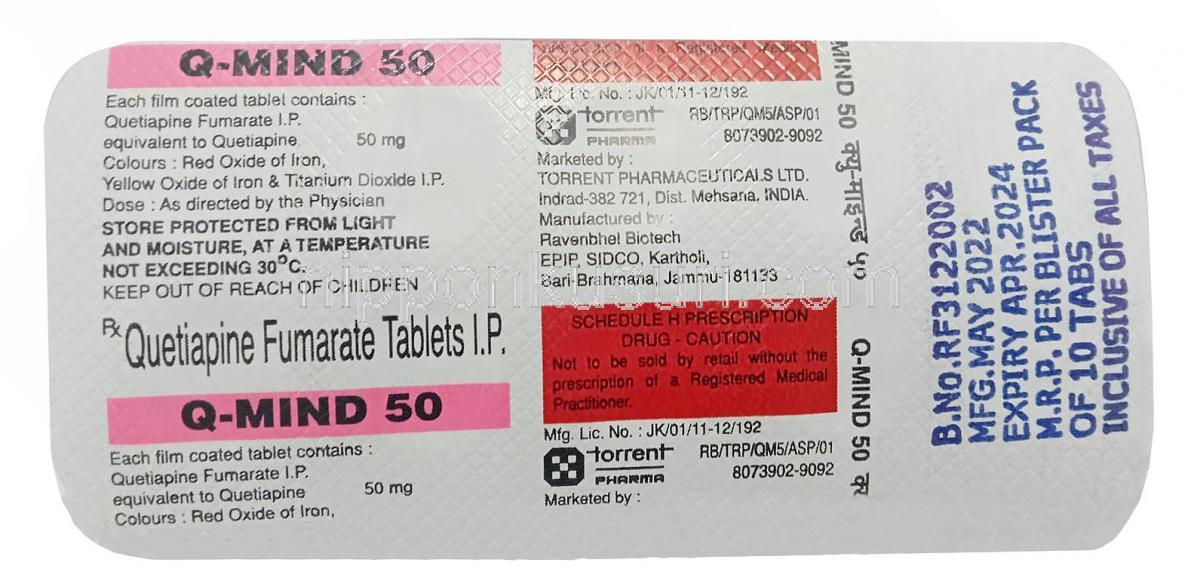 Q-MIND 50
Each film coated tablet contains :
Quetiapine Fumarate I.P.
equivalent to Quetiapine 50 mg
Colours : Red Oxide of Iron,
Yellow Oxide of Iron & Titanium Dioxide I.P.
Dose : As directed by the Physician
STORE PROTECTED FROM LIGHT
AND MOISTURE, AT A TEMPERATURE
NOT EXCEEDING 30°C.
KEEP OUT OF REACH OF CHILDREN
Rx Quetiapine Fumarate Tablets I.P.
Q-MIND 50
Each film coated tablet contains :
Quetiapine Fumarate I.P.
equivalent to Quetiapine 50 mg
Colours : Red Oxide of Iron,
of a Registered
Mfg. Lic. No. : JK/01/11-12/192
torrent RB/TRP/QM5/ASP/01
PHARMA 8073902-9092
Marketed by :
TORRENT PHARMACEUTICALS LTD.
Indrad-382 721, Dist. Mehsana, INDIA.
Manufactured by :
Ravenbhel Biotech
EPIP, SIDCO, Kartholi,
Bari-Brahmana, Jammu-181133
SCHEDULE H PRESCRIPTION
DRUG - CAUTION
Not to be sold by retail without the
prescription of a Registered Medical
Practitioner.
Mfg. Lic. No. : JK/01/11-12/192
torrent RB/TRP/QM5/ASP/01
PHARMA 8073902-9092
Marketed by :
MIND 50 क्यू-माइन्ड ५०
Q-MIND 50
B.No.RF3122002
MFG.MAY 2022
EXPIRY APR.2024
M.R.P. PER BLISTER PACK
OF 10 TABS
INCLUSIVE OF ALL TAXES
nipponkusuri.com